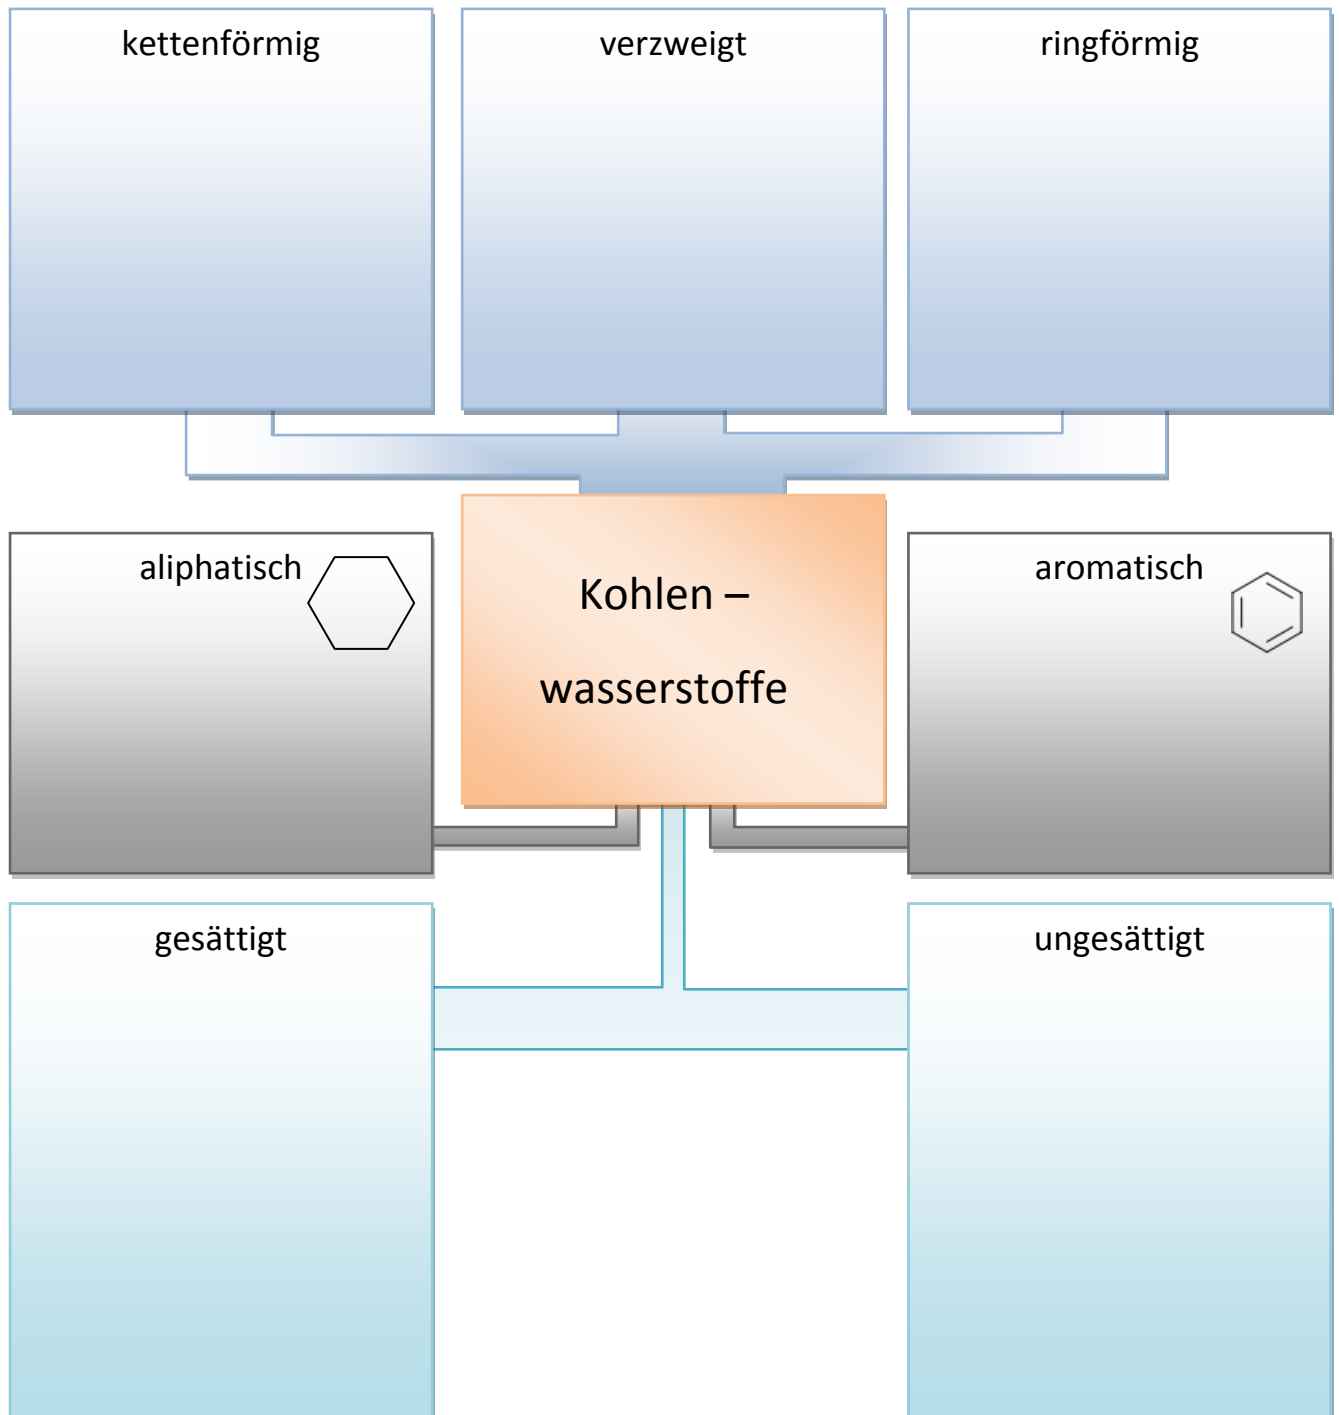 kettenförmig
verzweigt
ringförmig
aliphatisch
Kohlen –
wasserstoffe
aromatisch
gesättigt
ungesättigt